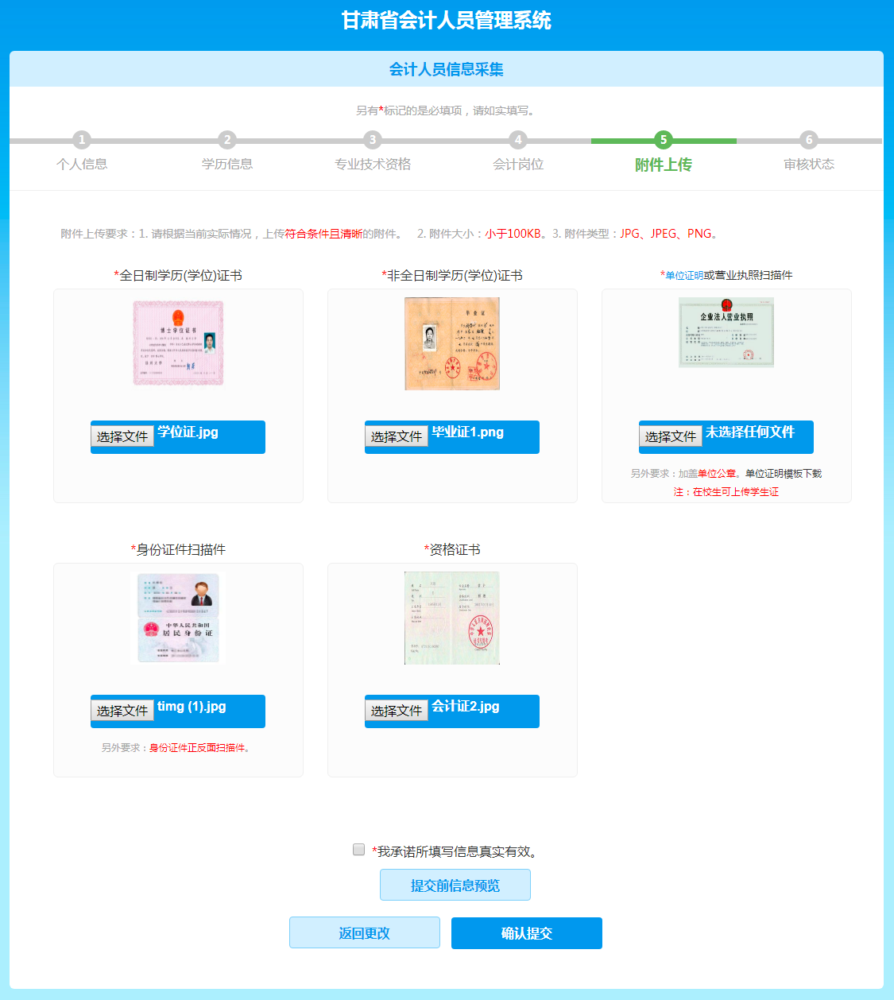 甘肃省会计人员管理系统
会计人员信息采集
另有*标记的是必填项，请如实填写。
1 2 3 4 5 6
个人信息 学历信息 专业技术资格 会计岗位 附件上传 审核状态
附件上传要求：1. 请根据当前实际情况，上传符合条件且清晰的附件。 2. 附件大小：小于100KB。3. 附件类型：JPG、JPEG、PNG。
*全日制学历(学位)证书 *非全日制学历(学位)证书 *单位证明或营业执照扫描件
博士学位证书
毕业证
企业法人营业执照
选择文件 学位证.jpg 选择文件 毕业证1.png 选择文件 未选择任何文件
另外要求：加盖单位公章。单位证明模板下载
注：在校生可上传学生证
*身份证件扫描件 *资格证书
中华人民共和国
居民身份证
选择文件 timg (1).jpg 选择文件 会计证2.jpg
另外要求：身份证件正反面扫描件。
*我承诺所填写信息真实有效。
提交前信息预览
返回更改 确认提交